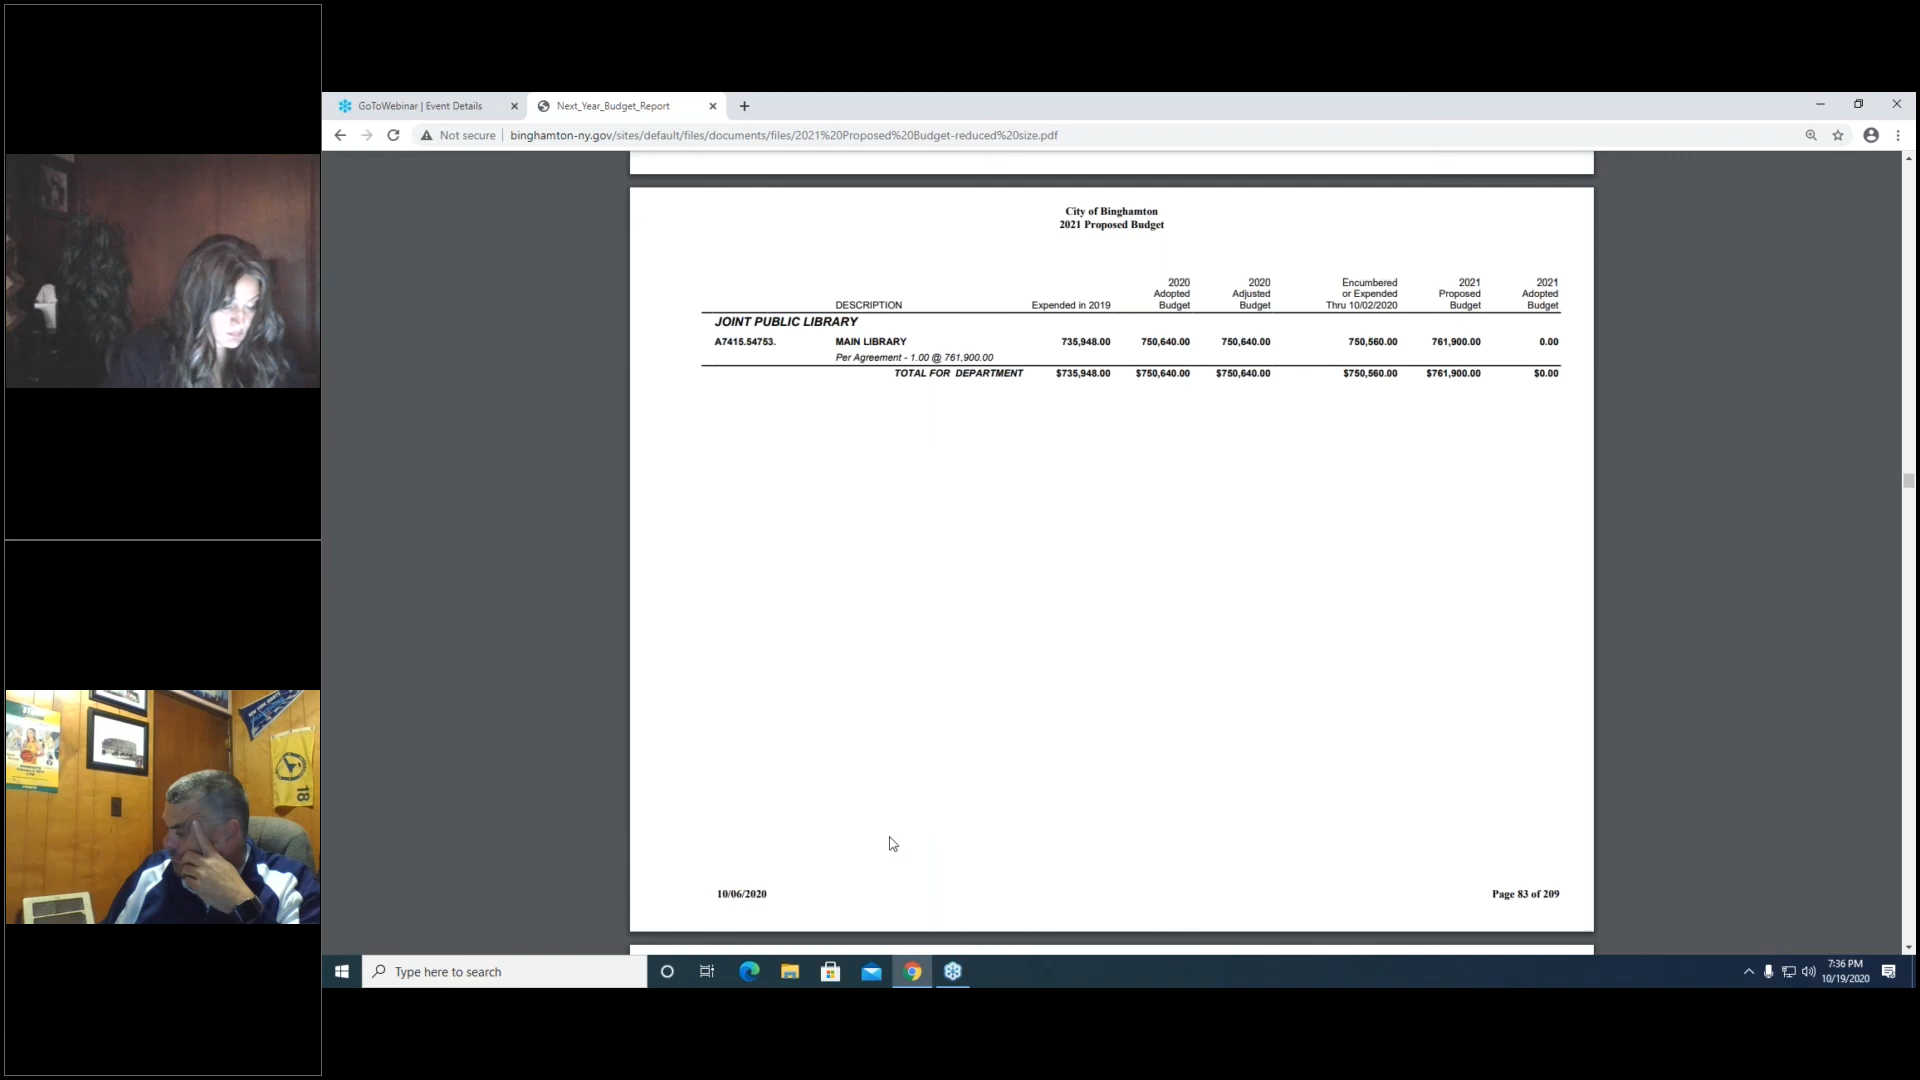 GoToWebinar | Event Details
Next_Year_Budget_Report
Not secure
binghamton-ny.gov/sites/default/files/documents/files/2021%20Proposed%20Budget-reduced%20size.pdf
City of Binghamton
2021 Proposed Budget
DESCRIPTION
Expended in 2019
2020
Adopted
Budget
2020
Adjusted
Budget
Encumbered
or Expended
Thru 10/02/2020
2021
Proposed
Budget
2021
Adopted
Budget
JOINT PUBLIC LIBRARY
A7415.54753. MAIN LIBRARY 735,948.00 750,640.00 750,640.00 750,560.00 761,900.00 0.00
Per Agreement - 1.00 @ 761,900.00
TOTAL FOR DEPARTMENT $735,948.00 $750,640.00 $750,640.00 $750,560.00 $761,900.00 $0.00
10/06/2020
Page 83 of 209
18
Type here to search
7:36 PM
10/19/2020